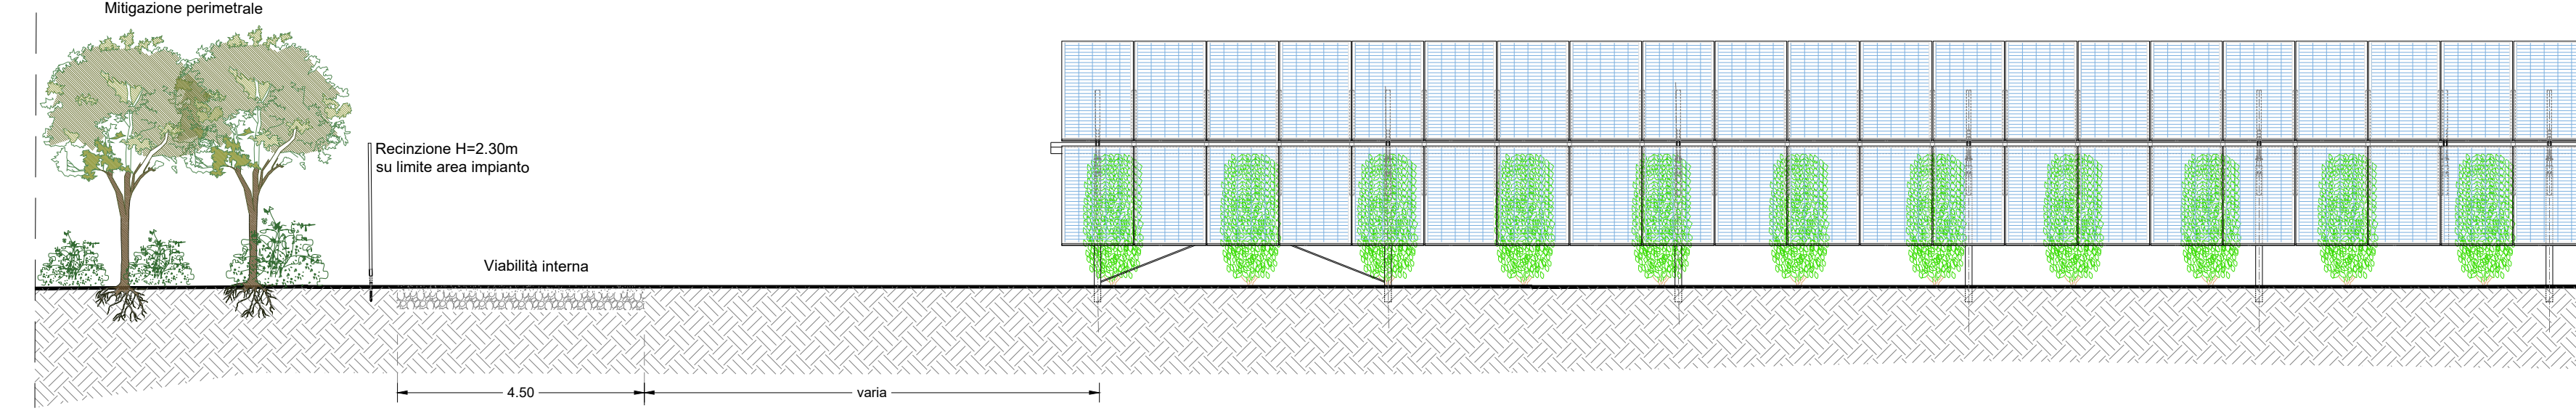 Mitigazione perimetrale
Recinzione H=2.30m
su limite area impianto
Viabilità interna
4.50
varia